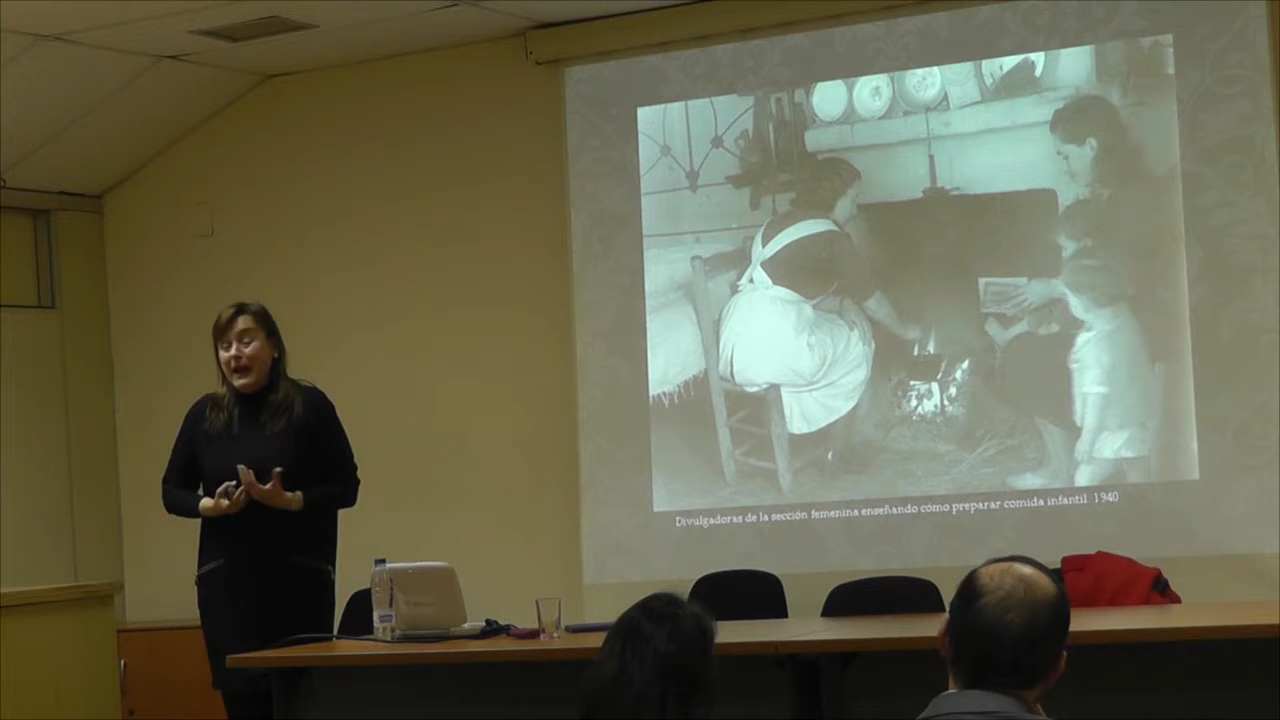 Divulgadoras de la sección femenina enseñando cómo preparar comida infantil. 1940